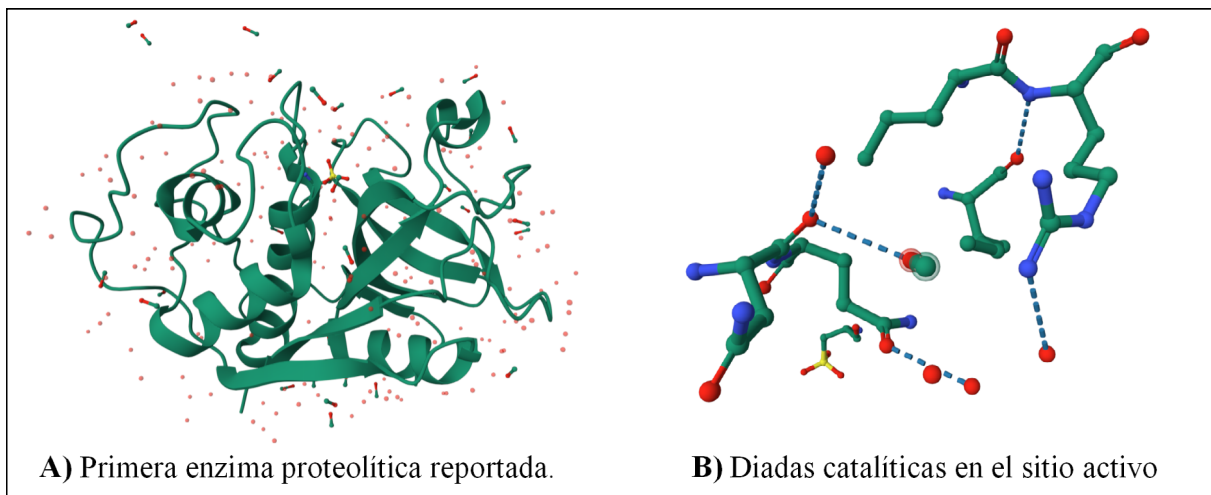 A) Primera enzima proteolítica reportada.
B) Diadas catalíticas en el sitio activo